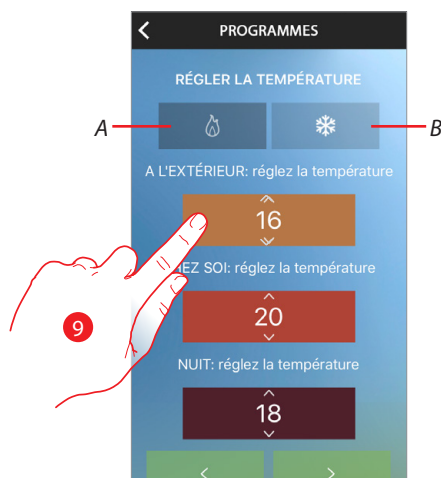 PROGRAMMES
RÉGLER LA TEMPÉRATURE
A
B
A L'EXTÉRIEUR: réglez la température
16
EZ SOI: réglez la température
9
20
NUIT: réglez la température
18